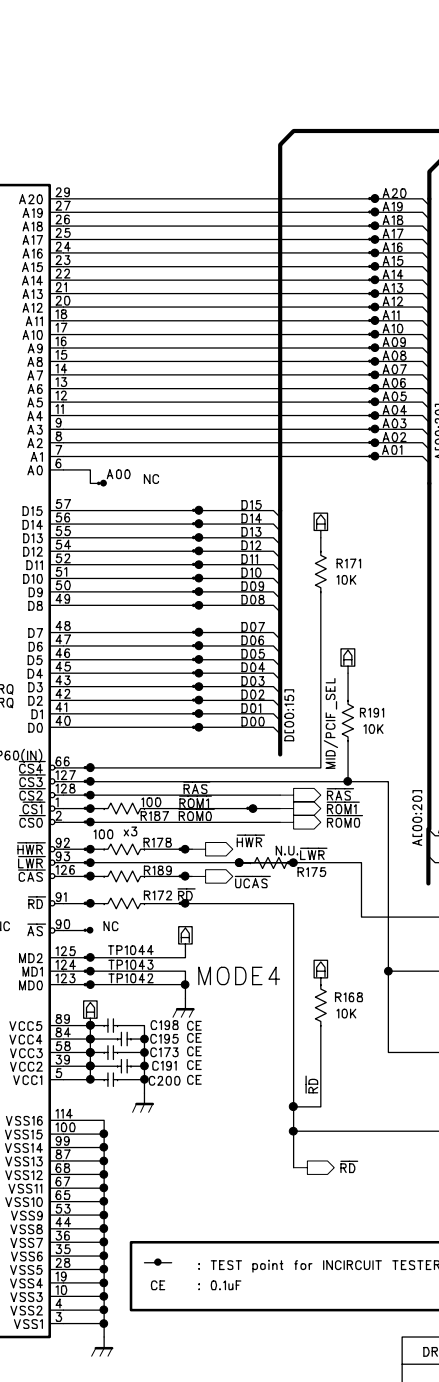 A20 29 A20
A19 27 A19
A18 26 A18
A17 25 A17
A16 24 A16
A15 23 A15
A14 22 A14
A13 21 A13
A12 20 A12
A11 18 A11
A10 17 A10
A9 16 A09
A8 15 A08
A7 14 A07
A6 13 A06
A5 12 A05
A4 11 A04
A3 9 A03
A2 8 A02
A1 7 A01
A0 6
A00 NC
D15 57 D15
D14 56 D14
D13 55 D13
D12 54 D12
D11 52 D11
D10 51 D10
D9 50 D09
D8 49 D08
A
R171
10K
D7 48 D07
D6 47 D06
D5 46 D05
D4 45 D04
RQ D3 43 D03
RQ D2 42 D02
D1 41 D01
D0 40 D00
D[00:15]
MID/PCIF_SEL
A
R191
10K
A[00:20]
P60(IN)
CS4 66
CS3 127
CS2 128 RAS RAS
CS1 1 100 ROM1 ROM1
CS0 2 R187 ROM0 ROM0
100 x3
HWR 92 R178 HWR
LWR 93 N.U. LWR
R175
CAS 126 R189 UCAS
RD 91 R172 RD
NC AS 90 NC
A
MD2 125 TP1044
MD1 124 TP1043
MD0 123 TP1042
MODE4
A
R168
10K
RD
A
VCC5 89 C198 CE
VCC4 84 C195 CE
VCC3 58 C173 CE
VCC2 39 C191 CE
VCC1 5 C200 CE
VSS16 114
VSS15 100
VSS14 99
VSS13 87
VSS12 68
VSS11 67
VSS10 65
VSS9 53
VSS8 44
VSS7 36
VSS6 35
VSS5 28
VSS4 19
VSS3 10
VSS2 4
VSS1 3
RD
: TEST point for INCIRCUIT TESTER
CE : 0.1uF
DR